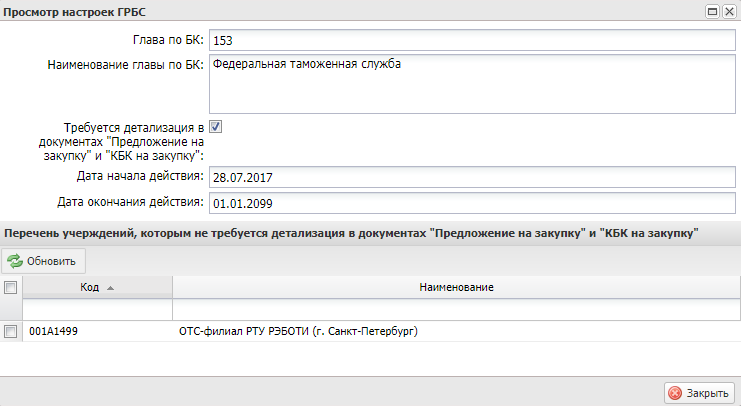 Просмотр настроек ГРБС
Глава по БК: 153
Наименование главы по БК: Федеральная таможенная служба
Требуется детализация в
документах "Предложение на
закупку" и "КБК на закупку":
Дата начала действия: 28.07.2017
Дата окончания действия: 01.01.2099
Перечень учерждений, которым не требуется детализация в документах "Предложение на закупку" и "КБК на закупку"
Обновить
Код Наименование
001А1499 ОТС-филиал РТУ РЭБОТИ (г. Санкт-Петербург)
Закрыть